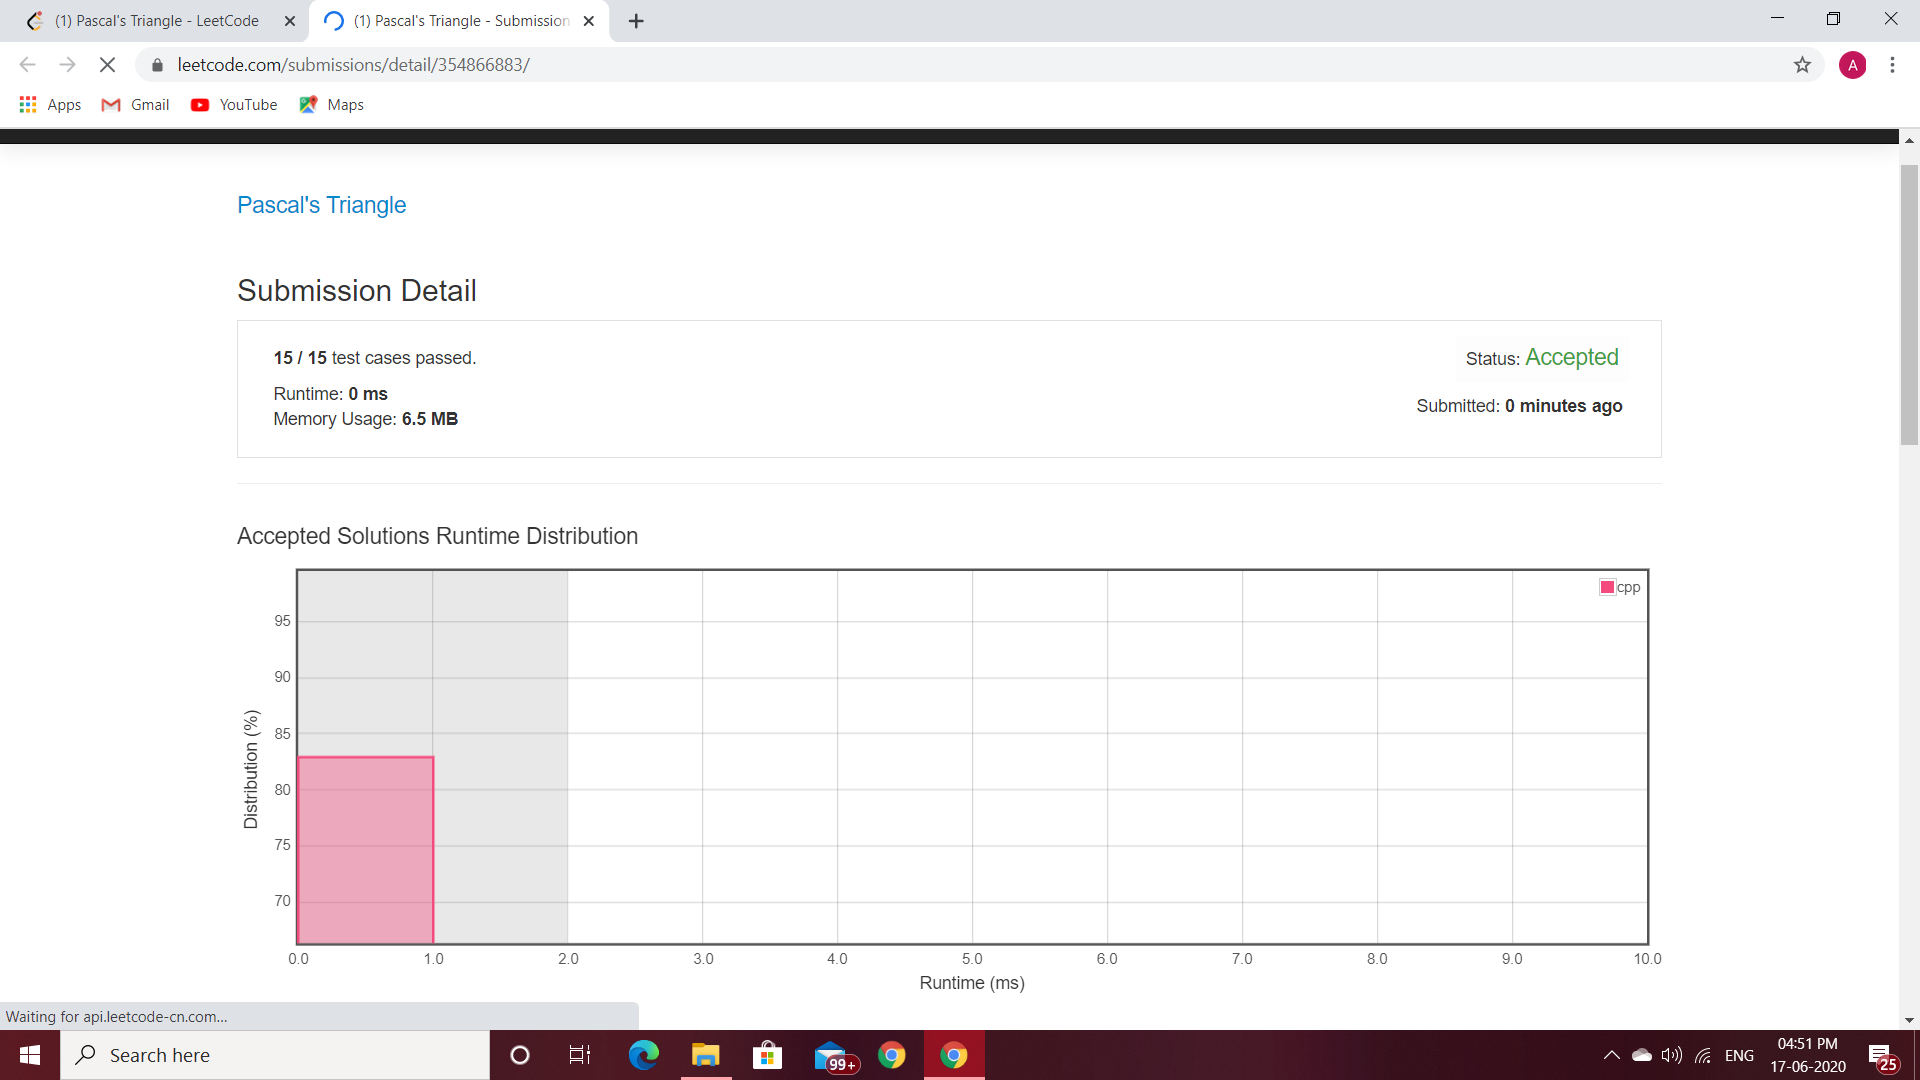 (1) Pascal's Triangle - LeetCode
(1) Pascal's Triangle - Submission
leetcode.com/submissions/detail/354866883/
A
Apps
Gmail
YouTube
Maps
Pascal's Triangle
Submission Detail
15 / 15 test cases passed.
Status: Accepted
Runtime: 0 ms
Submitted: 0 minutes ago
Memory Usage: 6.5 MB
Accepted Solutions Runtime Distribution
cpp
95
90
85
80
75
70
Distribution (%)
0.0 1.0 2.0 3.0 4.0 5.0 6.0 7.0 8.0 9.0 10.0
Runtime (ms)
Waiting for api.leetcode-cn.com...
Search here
99+
ENG
04:51 PM
17-06-2020
25